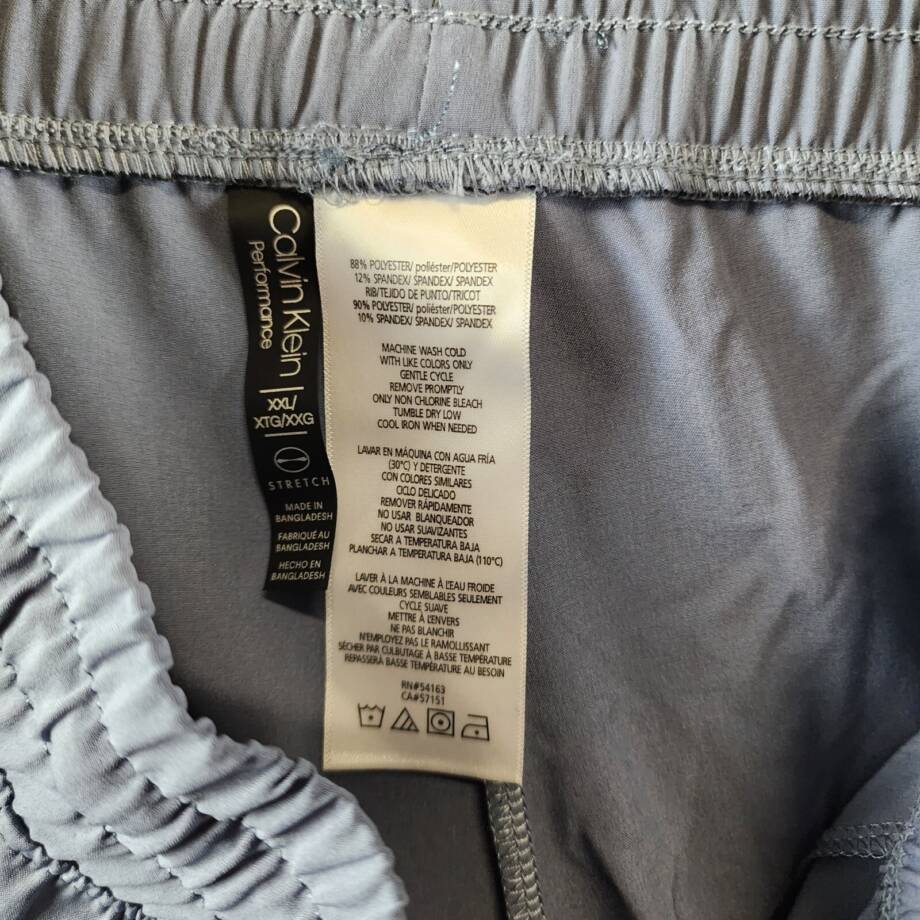 Calvin Klein
Performance
XXL/
XTG/XXG
STRETCH
MADE IN
BANGLADESH
FABRIQUÉ AU
BANGLADESH
HECHO EN
BANGLADESH
88% POLYESTER/ poliéster/POLYESTER
12% SPANDEX/ SPANDEX/ SPANDEX
RIB/TEJIDO DE PUNTO/TRICOT
90% POLYESTER/ poliéster/POLYESTER
10% SPANDEX/ SPANDEX/ SPANDEX
MACHINE WASH COLD
WITH LIKE COLORS ONLY
GENTLE CYCLE
REMOVE PROMPTLY
ONLY NON CHLORINE BLEACH
TUMBLE DRY LOW
COOL IRON WHEN NEEDED
LAVAR EN MÁQUINA CON AGUA FRÍA
(30°C) Y DETERGENTE
CON COLORES SIMILARES
CICLO DELICADO
REMOVER RÁPIDAMENTE
NO USAR BLANQUEADOR
NO USAR SUAVIZANTES
SECAR A TEMPERATURA BAJA
PLANCHAR A TEMPERATURA BAJA (110°C)
LAVER À LA MACHINE À L'EAU FROIDE
AVEC COULEURS SEMBLABLES SEULEMENT
CYCLE SUAVE
METTRE À L'ENVERS
NE PAS BLANCHIR
N'EMPLOYEZ PAS LE RAMOLLISSANT
SÉCHER PAR CULBUTAGE À BASSE TEMPÉRATURE
REPASSER À BASSE TEMPÉRATURE AU BESOIN
RN#54163
CA#57151